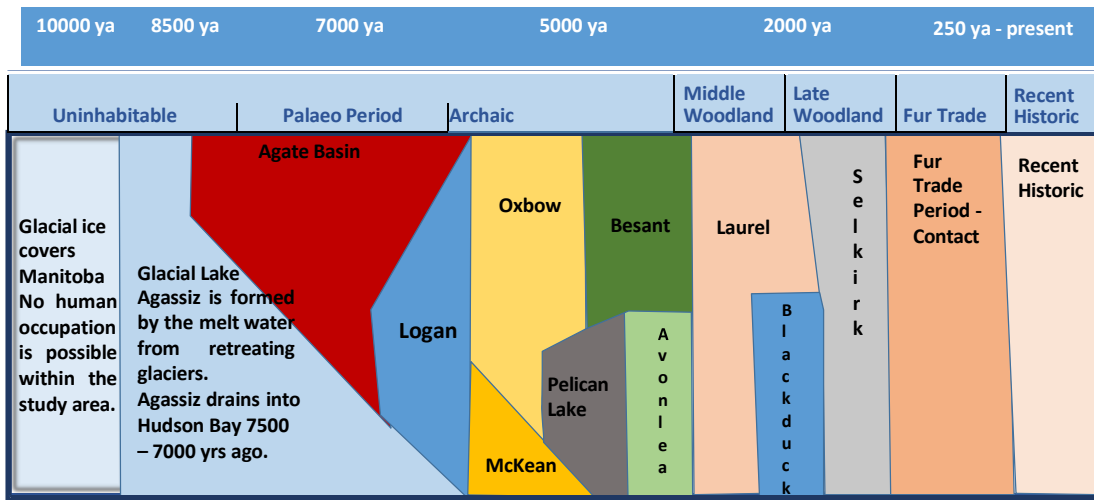 10000 ya 8500 ya 7000 ya 5000 ya 2000 ya 250 ya - present
Uninhabitable Palaeo Period Archaic Middle Woodland Late Woodland Fur Trade Recent Historic
Agate Basin
Glacial ice
covers
Manitoba
No human
occupation
is possible
within the
study area.
Glacial Lake
Agassiz is formed
by the melt water
from retreating
glaciers.
Agassiz drains into
Hudson Bay 7500
– 7000 yrs ago.
Logan
Oxbow
McKean
Besant
Pelican
Lake
Avonlea
Laurel
Blackduck
Selkirk
Fur
Trade
Period -
Contact
Recent
Historic